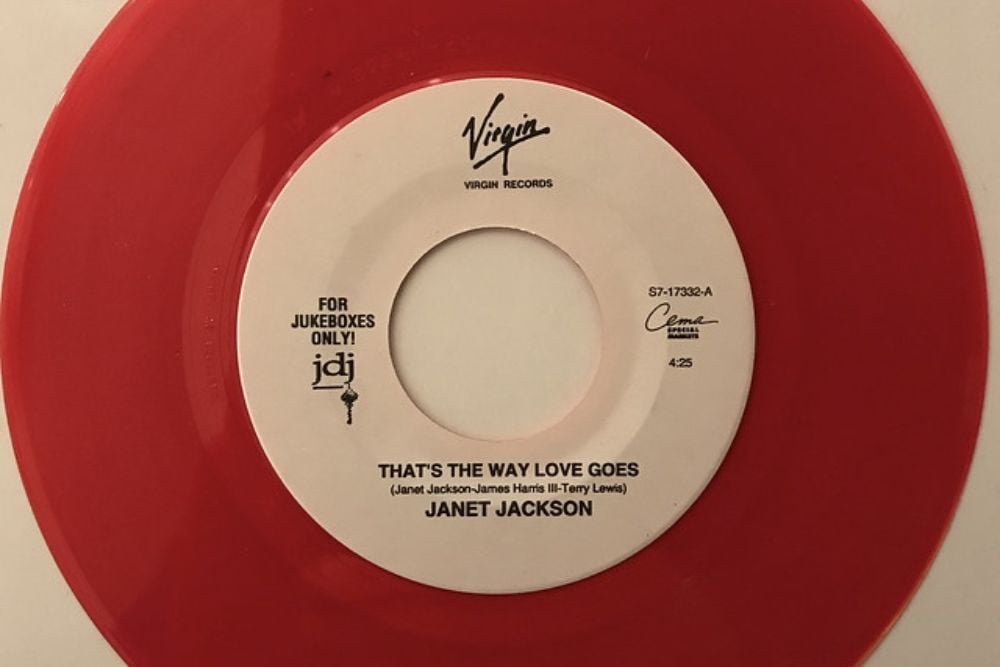 Virgin
VIRGIN RECORDS
FOR
JUKEBOXES
ONLY!
jdj
S7-17332-A
Cema
SPECIAL
MARKETS
4:25
THAT'S THE WAY LOVE GOES
(Janet Jackson-James Harris III-Terry Lewis)
JANET JACKSON